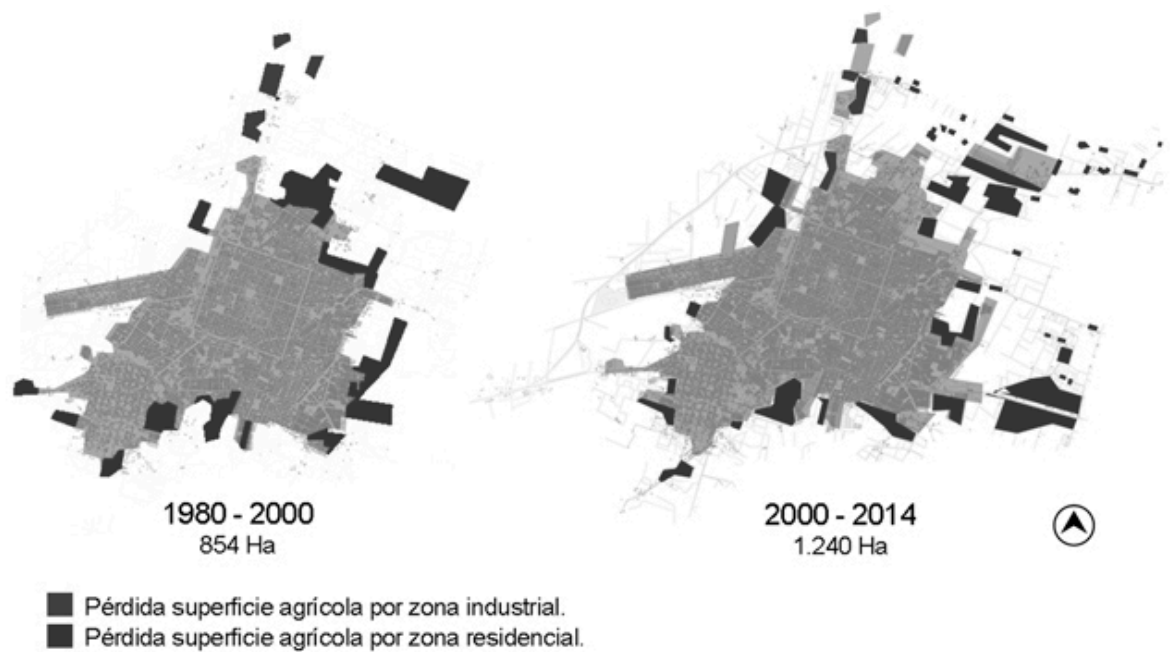 1980 - 2000
854 Ha
2000 - 2014
1.240 Ha
Pérdida superficie agrícola por zona industrial.
Pérdida superficie agrícola por zona residencial.